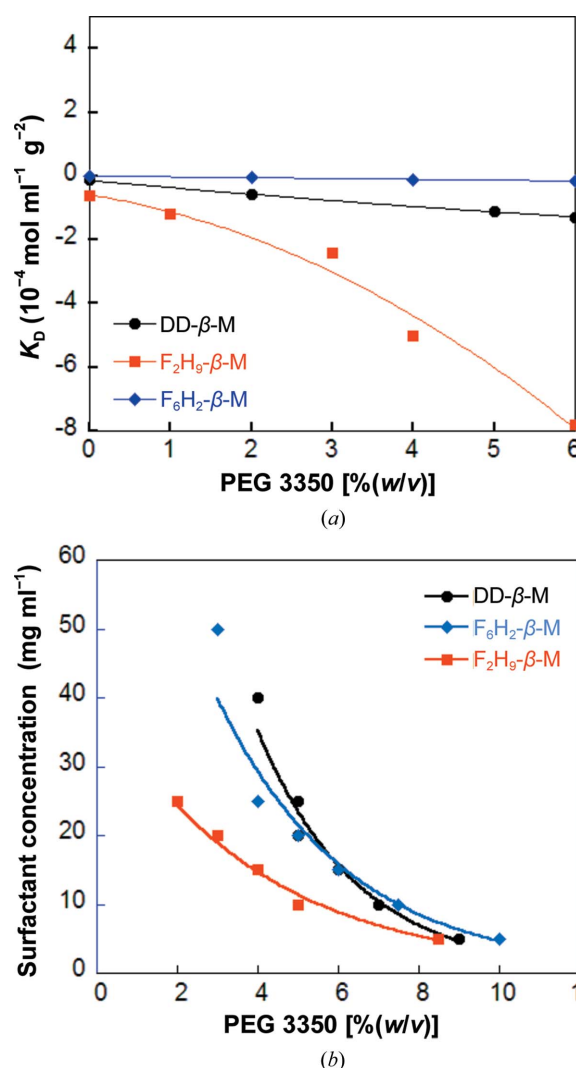 4
2
0
-2
-4
-6
-8
K_D (10⁻⁴ mol ml⁻¹ g⁻²)
DD-β-M
F₂H₉-β-M
F₆H₂-β-M
0 1 2 3 4 5 6
PEG 3350 [%(w/v)]
(a)
60
50
40
30
20
10
0
Surfactant concentration (mg ml⁻¹)
DD-β-M
F₆H₂-β-M
F₂H₉-β-M
0 2 4 6 8 10 1
PEG 3350 [%(w/v)]
(b)